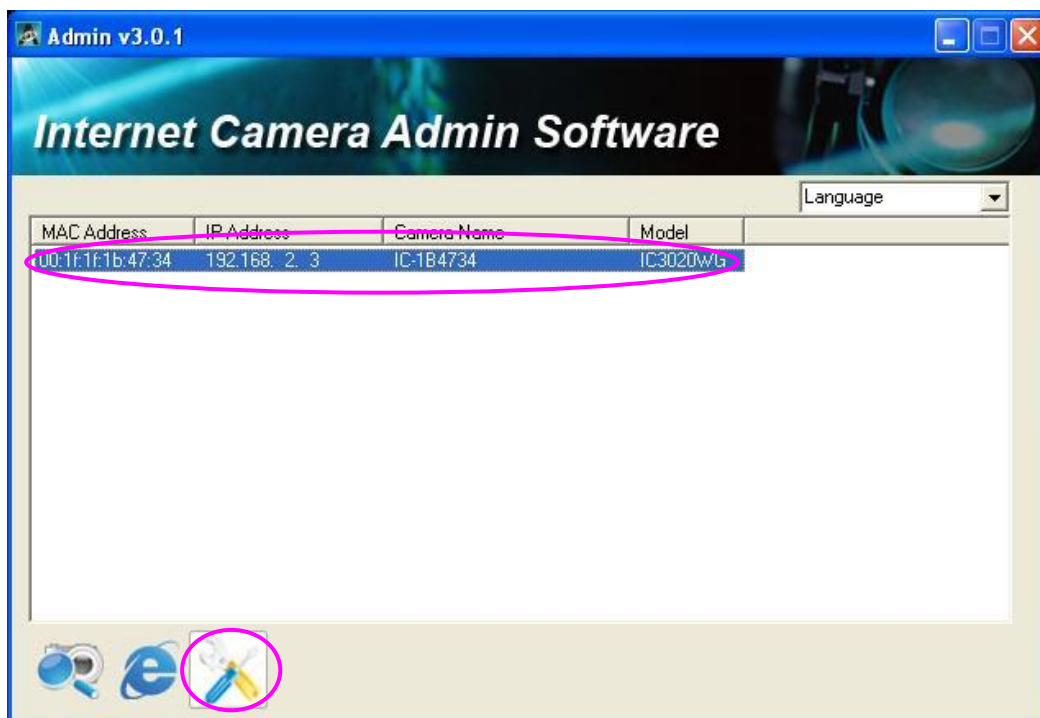 Admin v3.0.1
Internet Camera Admin Software
Language
MAC Address IP Address Camera Name Model
00:1f:1f:1b:47:34 192.168. 2. 3 IC-1B4734 IC3020WG